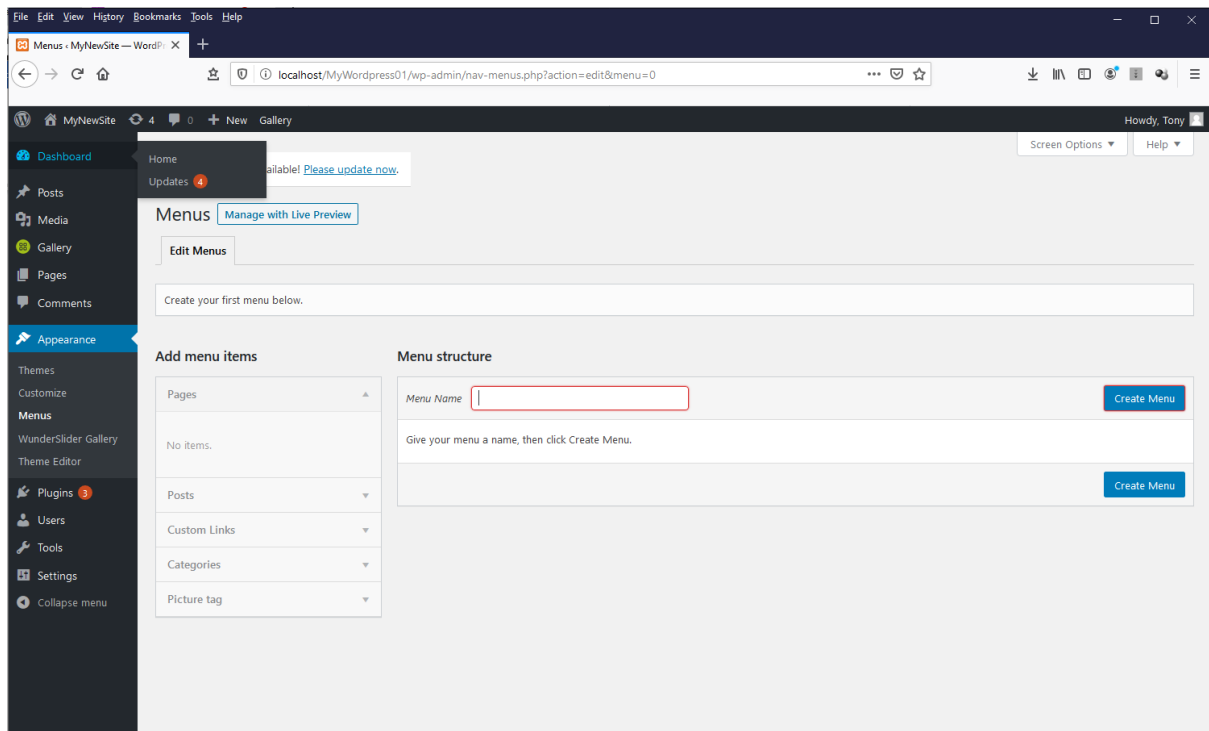 File Edit View History Bookmarks Tools Help
Menus ‹ MyNewSite — WordPr
localhost/MyWordpress01/wp-admin/nav-menus.php?action=edit&menu=0
MyNewSite 4 0 + New Gallery Howdy, Tony
Screen Options ▼ Help ▼
Dashboard
Home
Updates 4
ailable! Please update now.
Posts
Media
Gallery
Pages
Comments
Appearance
Themes
Customize
Menus
WunderSlider Gallery
Theme Editor
Plugins 3
Users
Tools
Settings
Collapse menu
Menus Manage with Live Preview
Edit Menus
Create your first menu below.
Add menu items
Pages
No items.
Posts
Custom Links
Categories
Picture tag
Menu structure
Menu Name Create Menu
Give your menu a name, then click Create Menu.
Create Menu